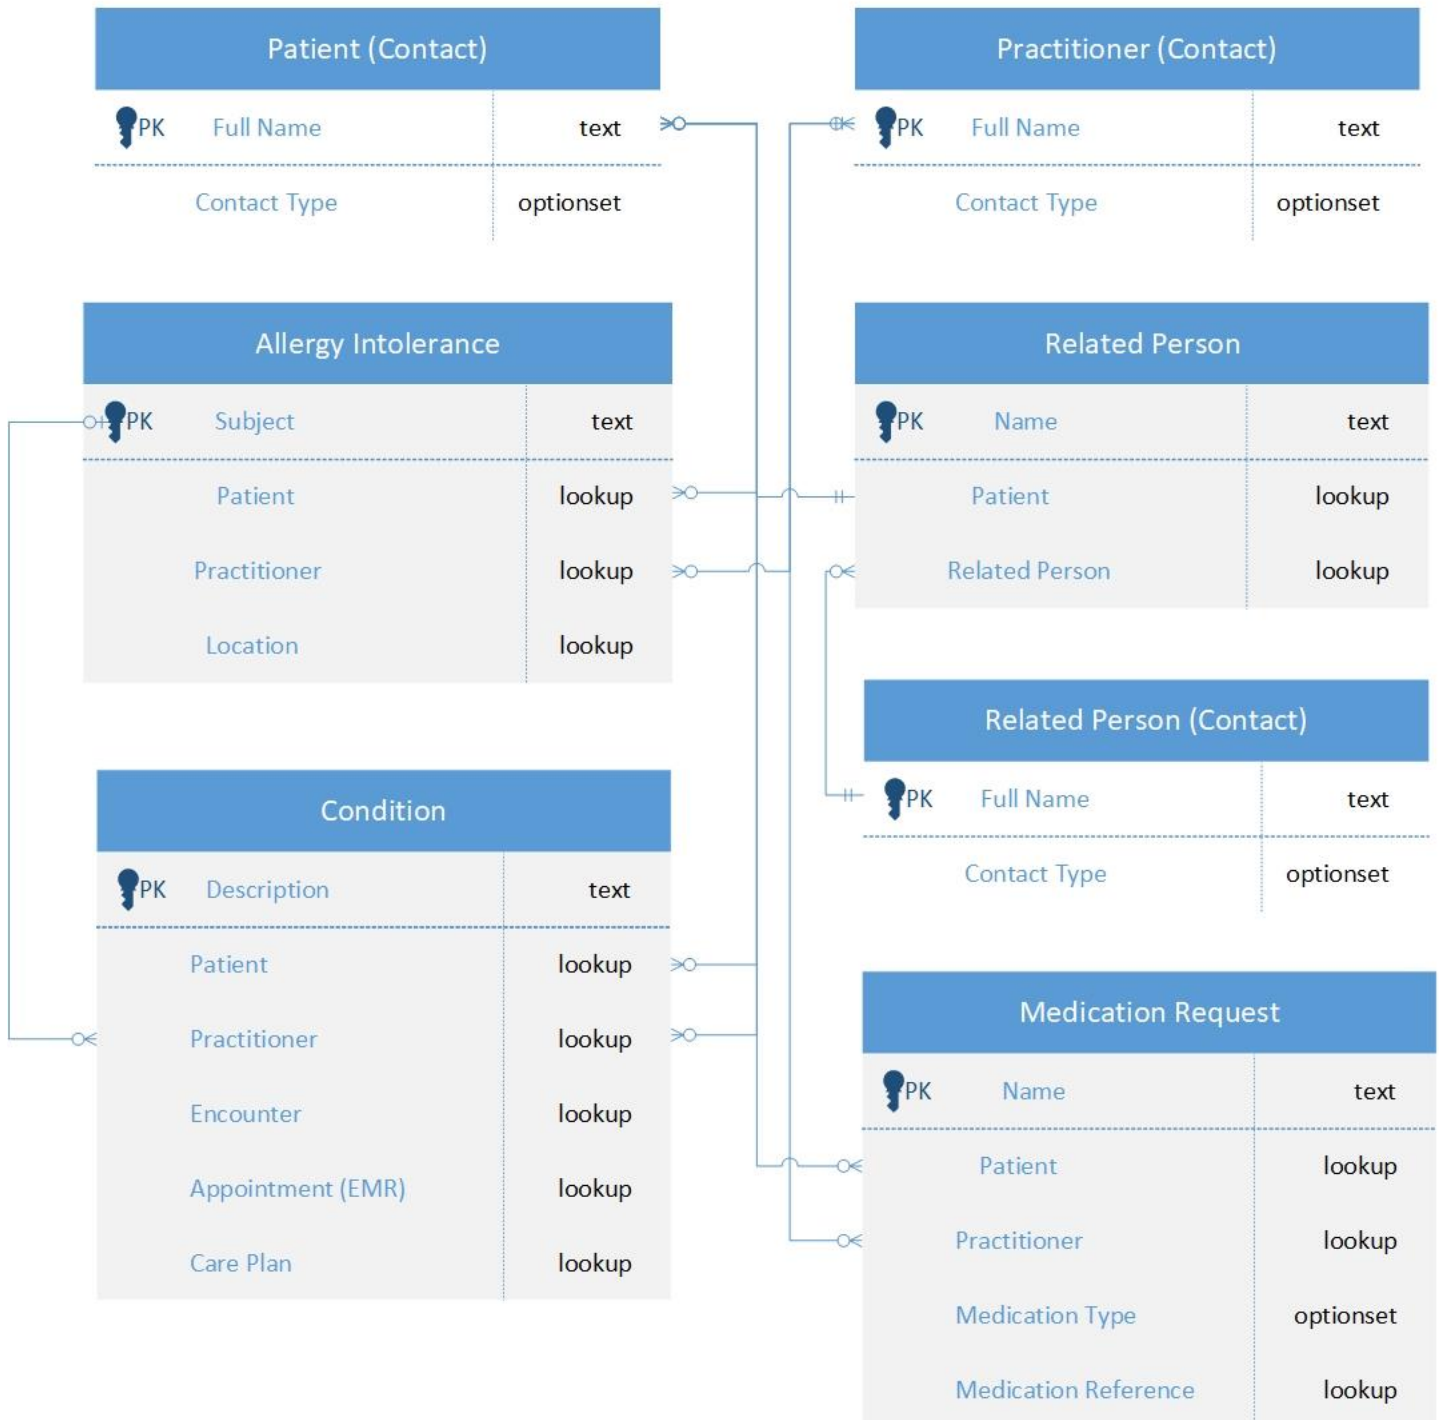 Patient (Contact)
PK Full Name text
Contact Type optionset
Practitioner (Contact)
PK Full Name text
Contact Type optionset
Allergy Intolerance
PK Subject text
Patient lookup
Practitioner lookup
Location lookup
Related Person
PK Name text
Patient lookup
Related Person lookup
Related Person (Contact)
PK Full Name text
Contact Type optionset
Condition
PK Description text
Patient lookup
Practitioner lookup
Encounter lookup
Appointment (EMR) lookup
Care Plan lookup
Medication Request
PK Name text
Patient lookup
Practitioner lookup
Medication Type optionset
Medication Reference lookup